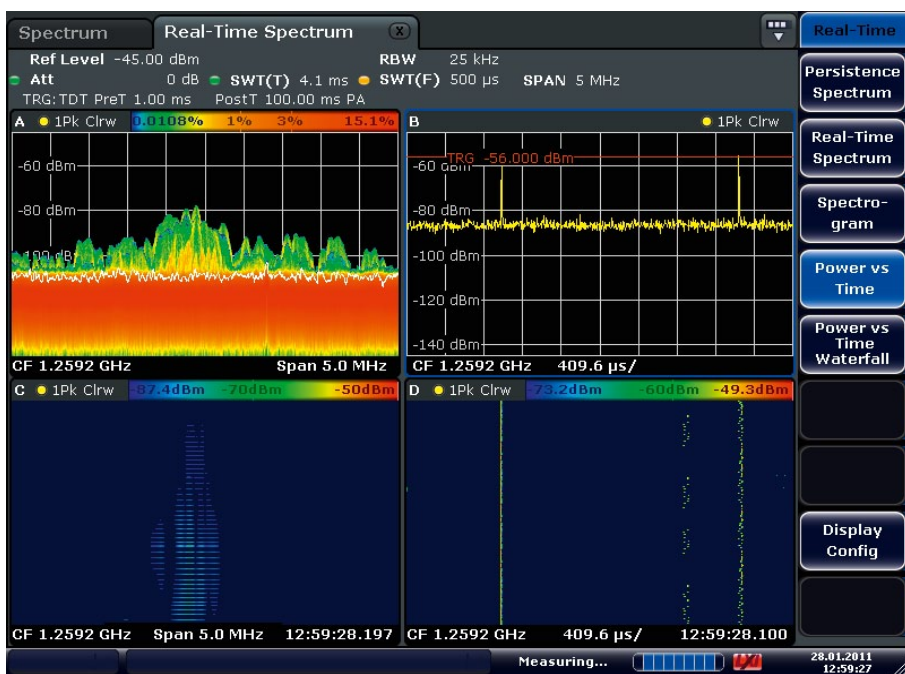 Spectrum
Real-Time Spectrum
Ref Level -45.00 dBm
RBW 25 kHz
Att 0 dB SWT(T) 4.1 ms SWT(F) 500 µs SPAN 5 MHz
TRG:TDT PreT 1.00 ms PostT 100.00 ms PA
A 1Pk Clrw 0.0108% 1% 3% 15.1%
-60 dBm
-80 dBm
-100 dB
CF 1.2592 GHz Span 5.0 MHz
B 1Pk Clrw
TRG -56.000 dBm
-60 dBm
-80 dBm
-100 dBm
-120 dBm
-140 dBm
CF 1.2592 GHz 409.6 µs/
C 1Pk Clrw -87.4dBm -70dBm -50dBm
CF 1.2592 GHz Span 5.0 MHz 12:59:28.197
D 1Pk Clrw -73.2dBm -60dBm -49.3dBm
CF 1.2592 GHz 409.6 µs/ 12:59:28.100
Real-Time
Persistence
Spectrum
Real-Time
Spectrum
Spectro-
gram
Power vs
Time
Power vs
Time
Waterfall
Display
Config
Measuring...
LXI
28.01.2011
12:59:27